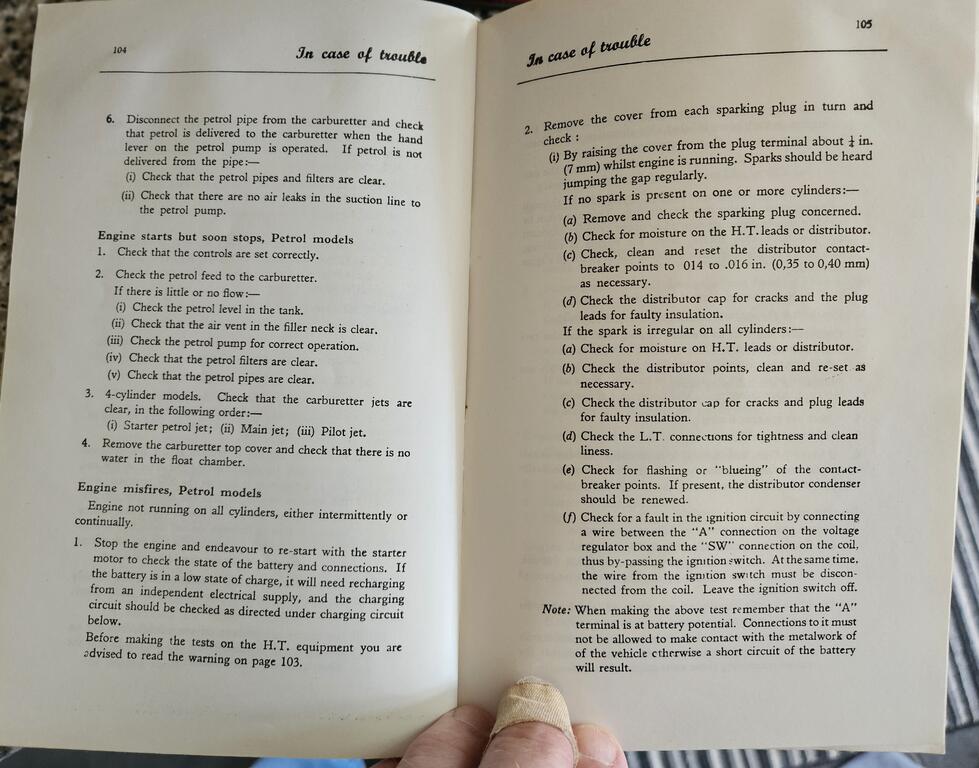 104
In case of trouble
6. Disconnect the petrol pipe from the carburetter and check
that petrol is delivered to the carburetter when the hand
lever on the petrol pump is operated. If petrol is not
delivered from the pipe:—
(i) Check that the petrol pipes and filters are clear.
(ii) Check that there are no air leaks in the suction line to
the petrol pump.
Engine starts but soon stops, Petrol models
1. Check that the controls are set correctly.
2. Check the petrol feed to the carburetter.
If there is little or no flow:—
(i) Check the petrol level in the tank.
(ii) Check that the air vent in the filler neck is clear.
(iii) Check the petrol pump for correct operation.
(iv) Check that the petrol filters are clear.
(v) Check that the petrol pipes are clear.
3. 4-cylinder models. Check that the carburetter jets are
clear, in the following order:—
(i) Starter petrol jet; (ii) Main jet; (iii) Pilot jet.
4. Remove the carburetter top cover and check that there is no
water in the float chamber.
Engine misfires, Petrol models
Engine not running on all cylinders, either intermittently or
continually.
1. Stop the engine and endeavour to re-start with the starter
motor to check the state of the battery and connections. If
the battery is in a low state of charge, it will need recharging
from an independent electrical supply, and the charging
circuit should be checked as directed under charging circuit
below.
Before making the tests on the H.T. equipment you are
advised to read the warning on page 103.
105
In case of trouble
2. Remove the cover from each sparking plug in turn and
check :
(i) By raising the cover from the plug terminal about ¼ in.
(7 mm) whilst engine is running. Sparks should be heard
jumping the gap regularly.
If no spark is present on one or more cylinders:—
(a) Remove and check the sparking plug concerned.
(b) Check for moisture on the H.T. leads or distributor.
(c) Check, clean and reset the distributor contact-
breaker points to 014 to .016 in. (0,35 to 0,40 mm)
as necessary.
(d) Check the distributor cap for cracks and the plug
leads for faulty insulation.
If the spark is irregular on all cylinders:—
(a) Check for moisture on H.T. leads or distributor.
(b) Check the distributor points, clean and re-set as
necessary.
(c) Check the distributor cap for cracks and plug leads
for faulty insulation.
(d) Check the L.T. connections for tightness and clean
liness.
(e) Check for flashing or "blueing" of the contact-
breaker points. If present, the distributor condenser
should be renewed.
(f) Check for a fault in the ignition circuit by connecting
a wire between the "A" connection on the voltage
regulator box and the "SW" connection on the coil,
thus by-passing the ignition switch. At the same time,
the wire from the ignition switch must be discon-
nected from the coil. Leave the ignition switch off.
Note: When making the above test remember that the "A"
terminal is at battery potential. Connections to it must
not be allowed to make contact with the metalwork of
of the vehicle otherwise a short circuit of the battery
will result.